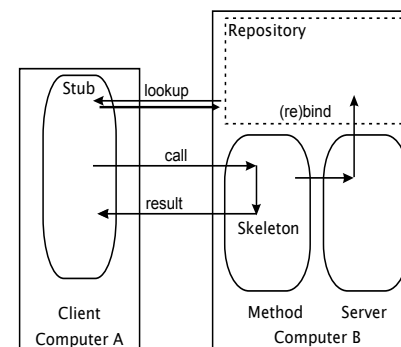 Repository
Stub
lookup
(re)bind
call
result
Skeleton
Client
Method
Server
Computer A
Computer B